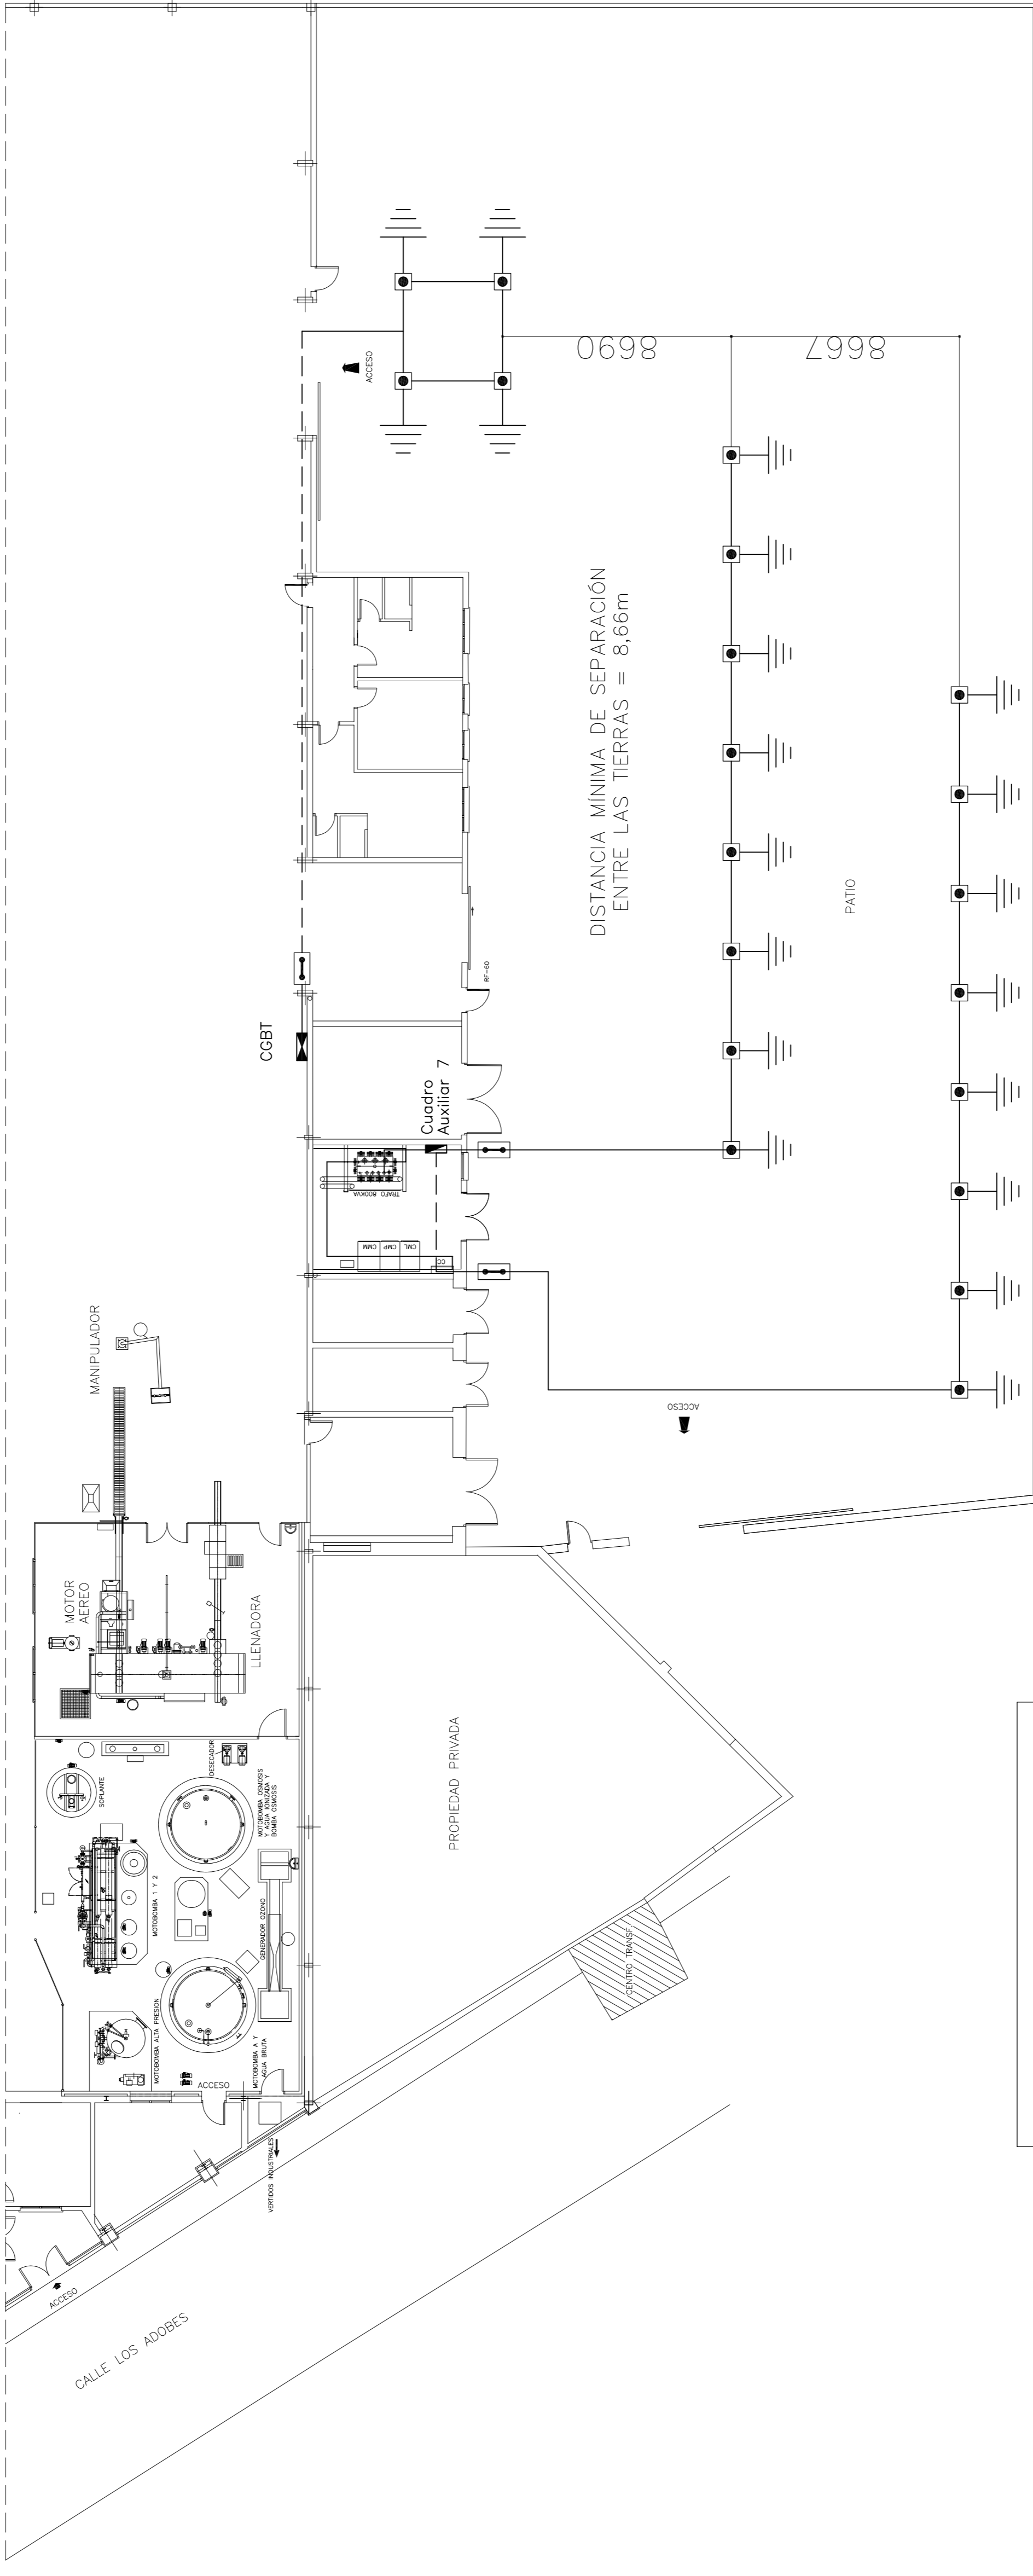 ACCESO
8690
8667
DISTANCIA MÍNIMA DE SEPARACIÓN
ENTRE LAS TIERRAS = 8,66m
PATIO
RF-60
CGBT
Cuadro
Auxiliar 7
TRAFO 800KVA
CMM
CMP
CML
CC
MANIPULADOR
ACCESO
MOTOR
AEREO
LLENADORA
PROPIEDAD PRIVADA
DESECADOR
SOPLANTE
MOTOBOMBA OSMOSIS
Y AGUA IONIZADA Y
BOMBA OSMOSIS
MOTOBOMBA 1 Y 2
GENERADOR OZONO
CENTRO TRANSF.
MOTOBOMBA ALTA PRESION
MOTOBOMBA A Y
AGUA BRUTA
ACCESO
VERTIDOS INDUSTRIALES
ACCESO
CALLE LOS ADOBES